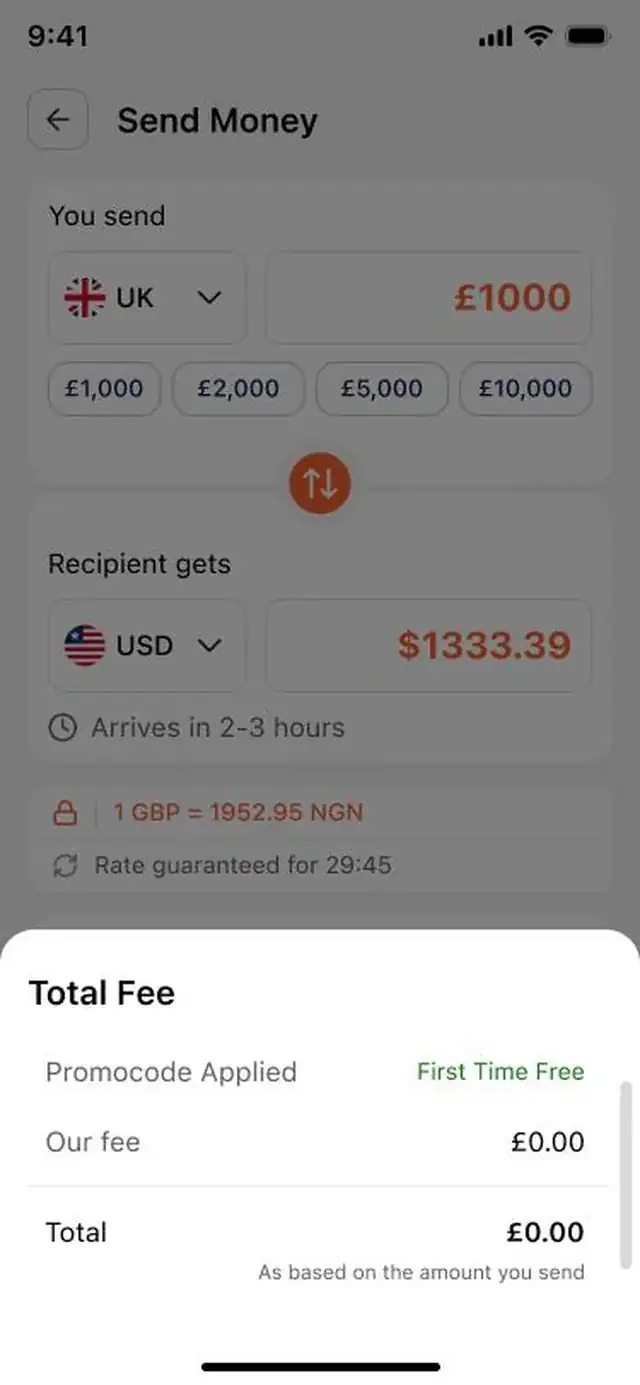 9:41
Send Money
You send
UK
£1000
£1,000
£2,000
£5,000
£10,000
Recipient gets
USD
$1333.39
Arrives in 2-3 hours
1 GBP = 1952.95 NGN
Rate guaranteed for 29:45
Total Fee
Promocode Applied
First Time Free
Our fee
£0.00
Total
£0.00
As based on the amount you send